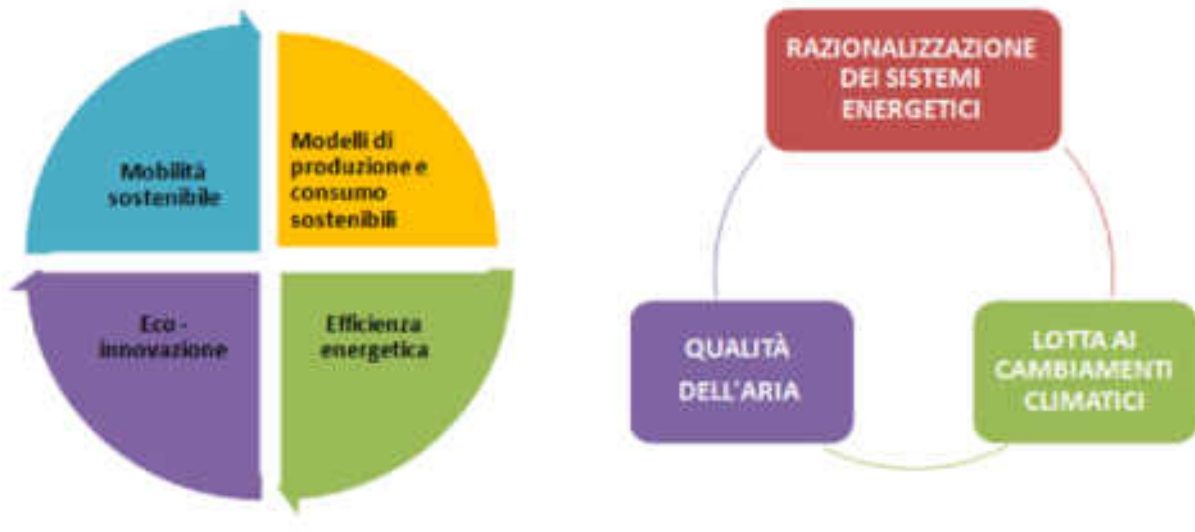 Mobilità
sostenibile
Modelli di
produzione e
consumo
sostenibili
Eco -
innovazione
Efficienza
energetica
RAZIONALIZZAZIONE
DEI SISTEMI
ENERGETICI
QUALITÀ
DELL'ARIA
LOTTA AI
CAMBIAMENTI
CLIMATICI